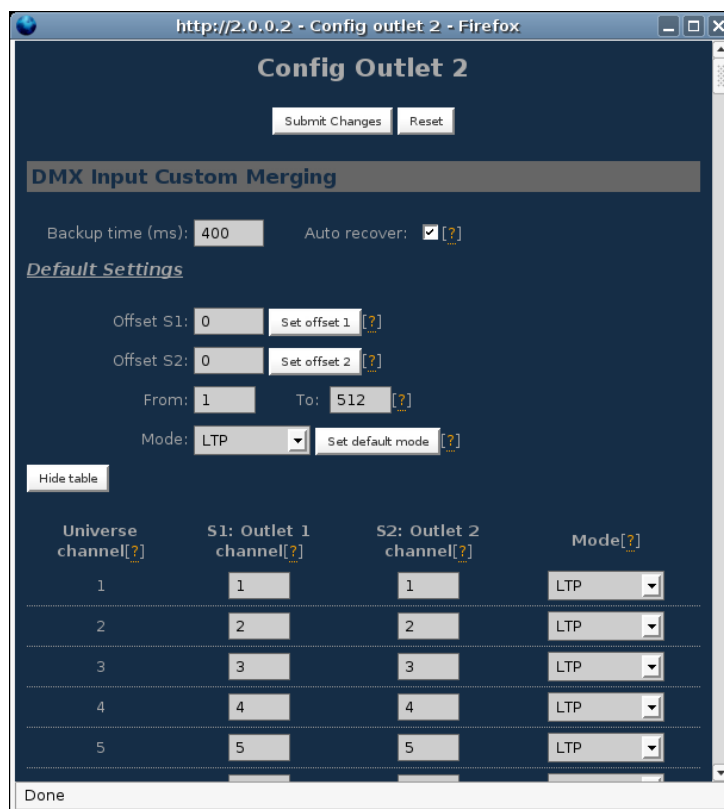 http://2.0.0.2 - Config outlet 2 - Firefox
Config Outlet 2
Submit Changes Reset
DMX Input Custom Merging
Backup time (ms): 400 Auto recover: [?]
Default Settings
Offset S1: 0 Set offset 1 [?]
Offset S2: 0 Set offset 2 [?]
From: 1 To: 512 [?]
Mode: LTP Set default mode [?]
Hide table
Universe channel[?] S1: Outlet 1 channel[?] S2: Outlet 2 channel[?] Mode[?]
1 1 1 LTP
2 2 2 LTP
3 3 3 LTP
4 4 4 LTP
5 5 5 LTP
Done